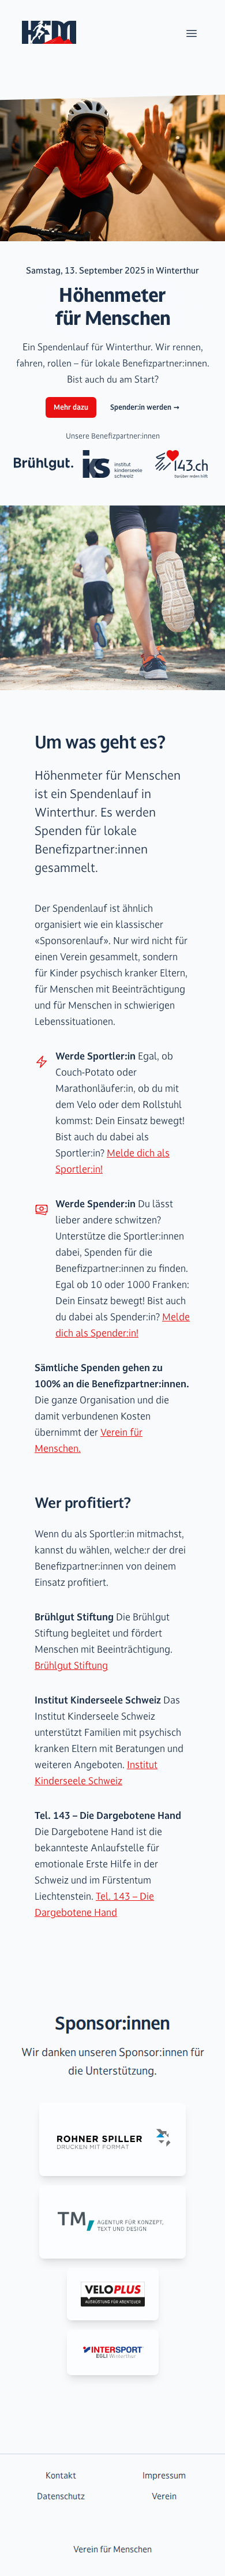 HFM
Samstag, 13. September 2025 in Winterthur
Höhenmeter
für Menschen
Ein Spendenlauf für Winterthur. Wir rennen,
fahren, rollen – für lokale Benefizpartner:innen.
Bist auch du am Start?
Mehr dazu
Spender:in werden →
Unsere Benefizpartner:innen
Brühlgut.
iks institut
kinderseele
schweiz
143.ch
Um was geht es?
Höhenmeter für Menschen
ist ein Spendenlauf in
Winterthur. Es werden
Spenden für lokale
Benefizpartner:innen
gesammelt.
Der Spendenlauf ist ähnlich
organisiert wie ein klassischer
«Sponsorenlauf». Nur wird nicht für
einen Verein gesammelt, sondern
für Kinder psychisch kranker Eltern,
für Menschen mit Beeinträchtigung
und für Menschen in schwierigen
Lebenssituationen.
Werde Sportler:in Egal, ob
Couch-Potato oder
Marathonläufer:in, ob du mit
dem Velo oder dem Rollstuhl
kommst: Dein Einsatz bewegt!
Bist auch du dabei als
Sportler:in? Melde dich als
Sportler:in!
Werde Spender:in Du lässt
lieber andere schwitzen?
Unterstütze die Sportler:innen
dabei, Spenden für die
Benefizpartner:innen zu finden.
Egal ob 10 oder 1000 Franken:
Dein Einsatz bewegt! Bist auch
du dabei als Spender:in? Melde
dich als Spender:in!
Sämtliche Spenden gehen zu
100% an die Benefizpartner:innen.
Die ganze Organisation und die
damit verbundenen Kosten
übernimmt der Verein für
Menschen.
Wer profitiert?
Wenn du als Sportler:in mitmachst,
kannst du wählen, welche:r der drei
Benefizpartner:innen von deinem
Einsatz profitiert.
Brühlgut Stiftung Die Brühlgut
Stiftung begleitet und fördert
Menschen mit Beeinträchtigung.
Brühlgut Stiftung
Institut Kinderseele Schweiz Das
Institut Kinderseele Schweiz
unterstützt Familien mit psychisch
kranken Eltern mit Beratungen und
weiteren Angeboten. Institut
Kinderseele Schweiz
Tel. 143 – Die Dargebotene Hand
Die Dargebotene Hand ist die
bekannteste Anlaufstelle für
emotionale Erste Hilfe in der
Schweiz und im Fürstentum
Liechtenstein. Tel. 143 – Die
Dargebotene Hand
Sponsor:innen
Wir danken unseren Sponsor:innen für
die Unterstützung.
ROHNER SPILLER
DRUCKEN MIT FORMAT
TM/ AGENTUR FÜR KONZEPT,
TEXT UND DESIGN
VELOPLUS
AUSRÜSTUNG FÜR ABENTEUER
INTERSPORT
EGLI Winterthur
Kontakt
Impressum
Datenschutz
Verein
Verein für Menschen